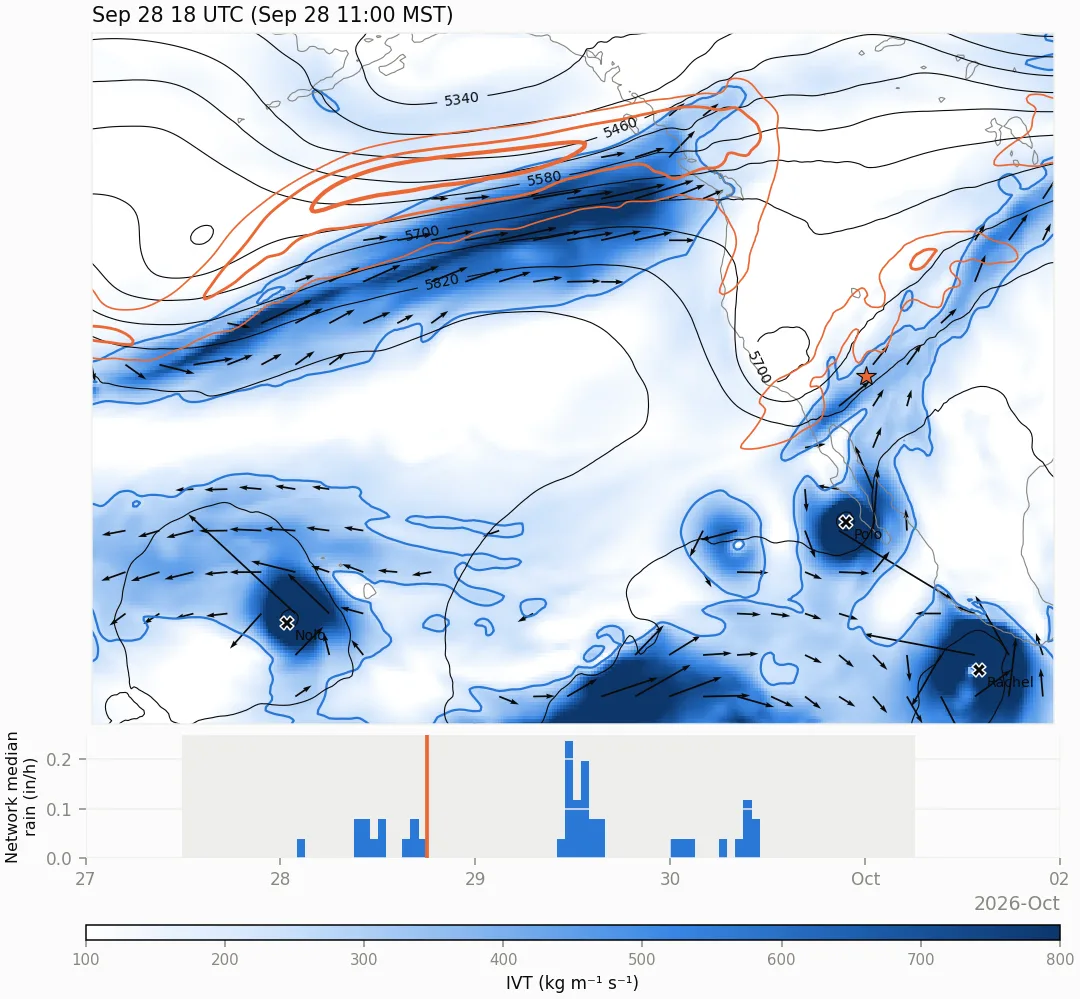 Sep 28 18 UTC (Sep 28 11:00 MST)
5340
5460
5580
5700
5820
5700
Polo
Nolo
Rachel
Network median
rain (in/h)
0.2
0.1
0.0
27
28
29
30
Oct
02
2026-Oct
100
200
300
400
500
600
700
800
IVT (kg m⁻¹ s⁻¹)